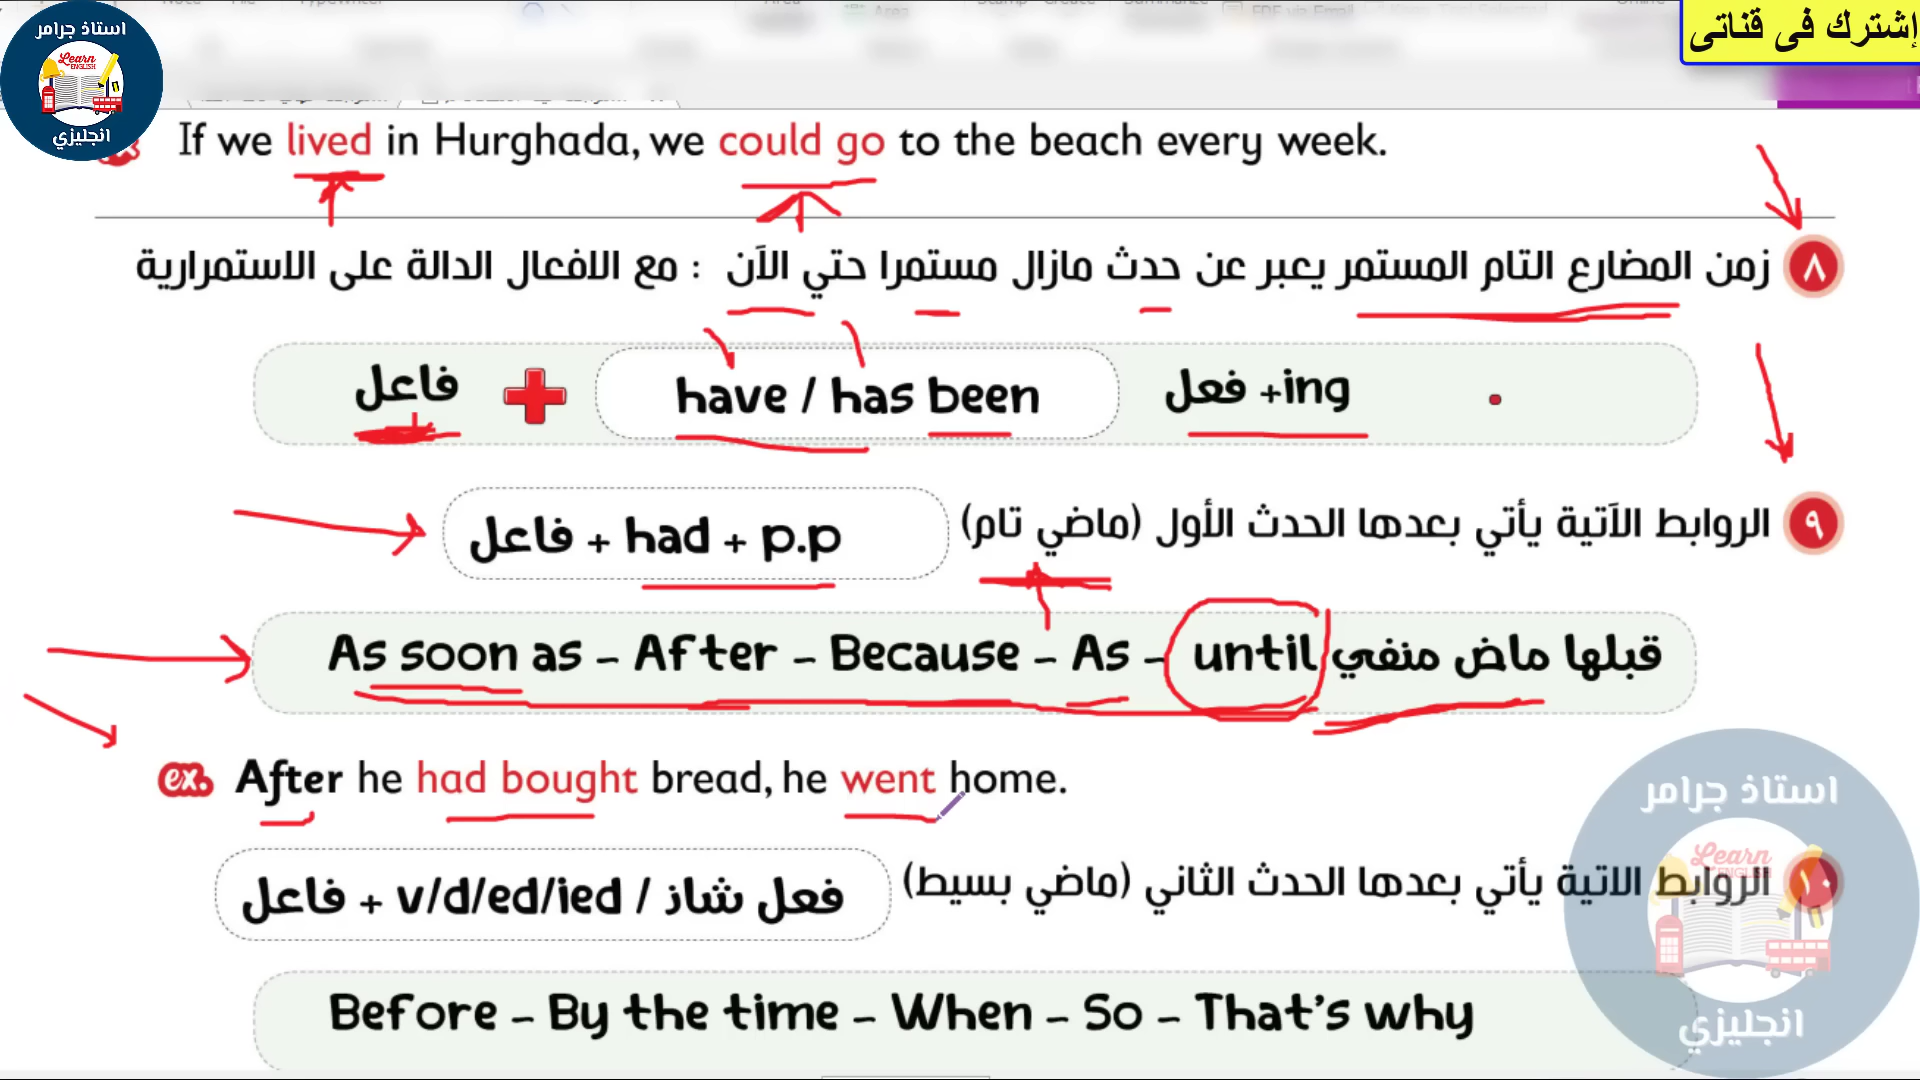 استاذ جرامر
Learn
ENGLISH
انجليزي
إشترك فى قناتى
If we lived in Hurghada, we could go to the beach every week.
٨ زمن المضارع التام المستمر يعبر عن حدث مازال مستمرا حتي الآن : مع الافعال الدالة على الاستمرارية
فاعل + have / has been فعل +ing .
٩ الروابط الآتية يأتي بعدها الحدث الأول (ماضي تام)
فاعل + had + p.p
As soon as – After – Because – As – until قبلها ماض منفي
ex. After he had bought bread, he went home.
١٠ الروابط الاتية يأتي بعدها الحدث الثاني (ماضي بسيط)
فاعل + v/d/ed/ied / فعل شاذ
Before – By the time – When – So – That's why
استاذ جرامر
Learn
ENGLISH
انجليزي